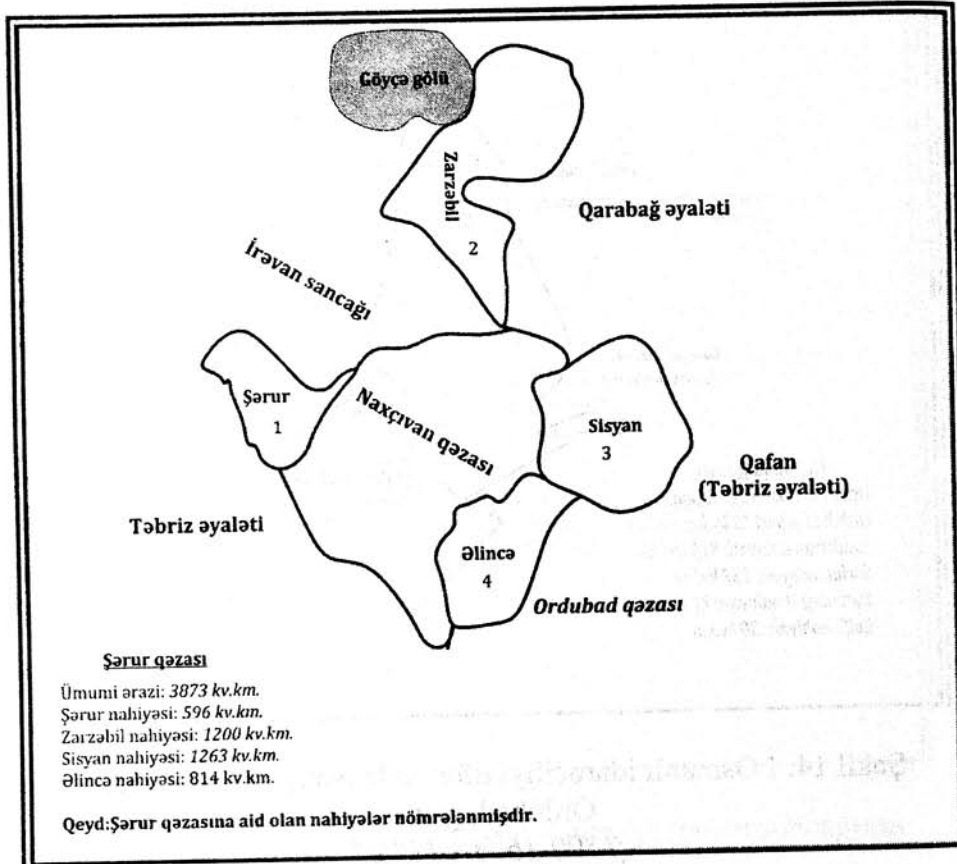 Göyçə gölü
Zarzəbil
2
Qarabağ əyaləti
İrəvan sancağı
Şərur
1
Naxçıvan qəzası
Sisyan
3
Qafan
(Təbriz əyaləti)
Təbriz əyaləti
Əlincə
4
Ordubad qəzası
Şərur qəzası
Ümumi ərazi: 3873 kv.km.
Şərur nahiyəsi: 596 kv.km.
Zarzəbil nahiyəsi: 1200 kv.km.
Sisyan nahiyəsi: 1263 kv.km.
Əlincə nahiyəsi: 814 kv.km.
Qeyd:Şərur qəzasına aid olan nahiyələr nömrələnmişdir.